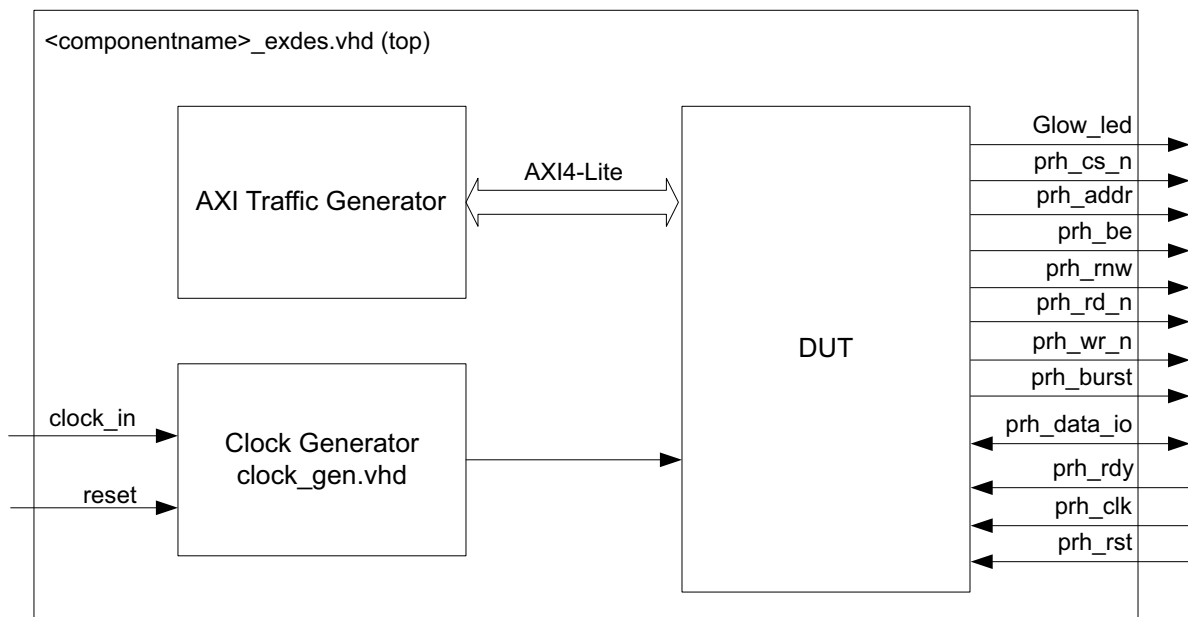 <componentname>_exdes.vhd (top)
AXI Traffic Generator
AXI4-Lite
DUT
Clock Generator
clock_gen.vhd
clock_in
reset
Glow_led
prh_cs_n
prh_addr
prh_be
prh_rnw
prh_rd_n
prh_wr_n
prh_burst
prh_data_io
prh_rdy
prh_clk
prh_rst